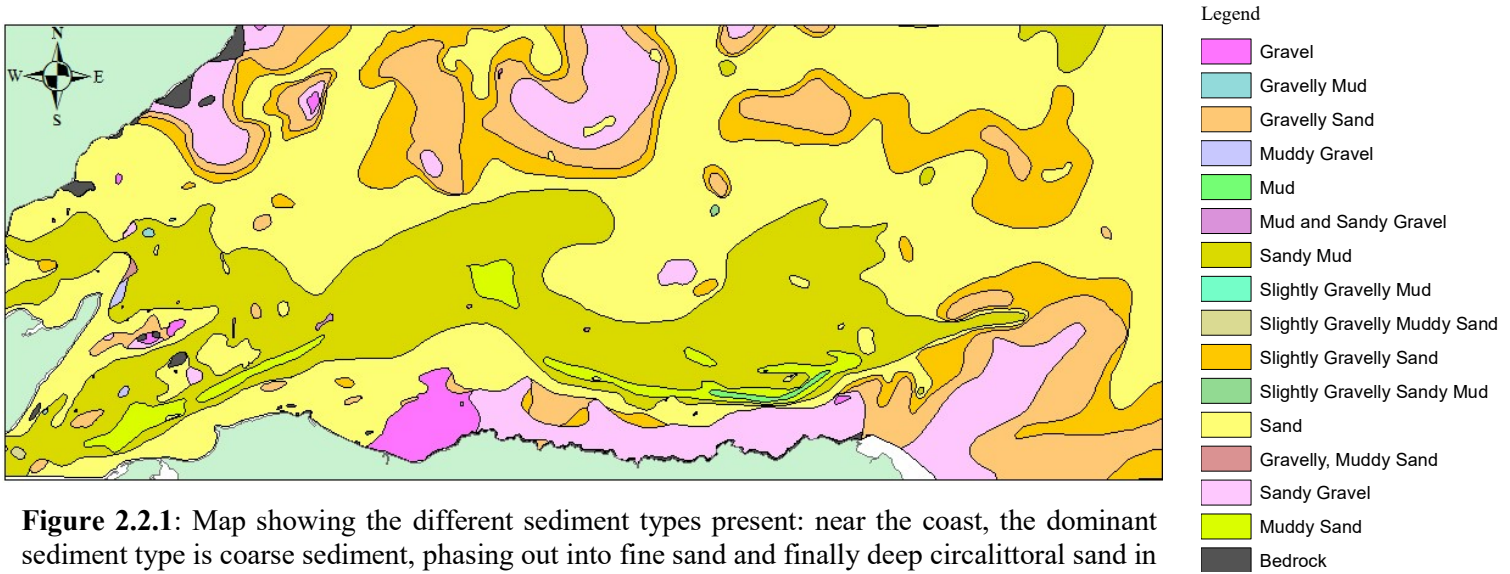 Legend
N
W E
S
Gravel
Gravelly Mud
Gravelly Sand
Muddy Gravel
Mud
Mud and Sandy Gravel
Sandy Mud
Slightly Gravelly Mud
Slightly Gravelly Muddy Sand
Slightly Gravelly Sand
Slightly Gravelly Sandy Mud
Sand
Gravelly, Muddy Sand
Sandy Gravel
Muddy Sand
Bedrock
Figure 2.2.1: Map showing the different sediment types present: near the coast, the dominant
sediment type is coarse sediment, phasing out into fine sand and finally deep circalittoral sand in